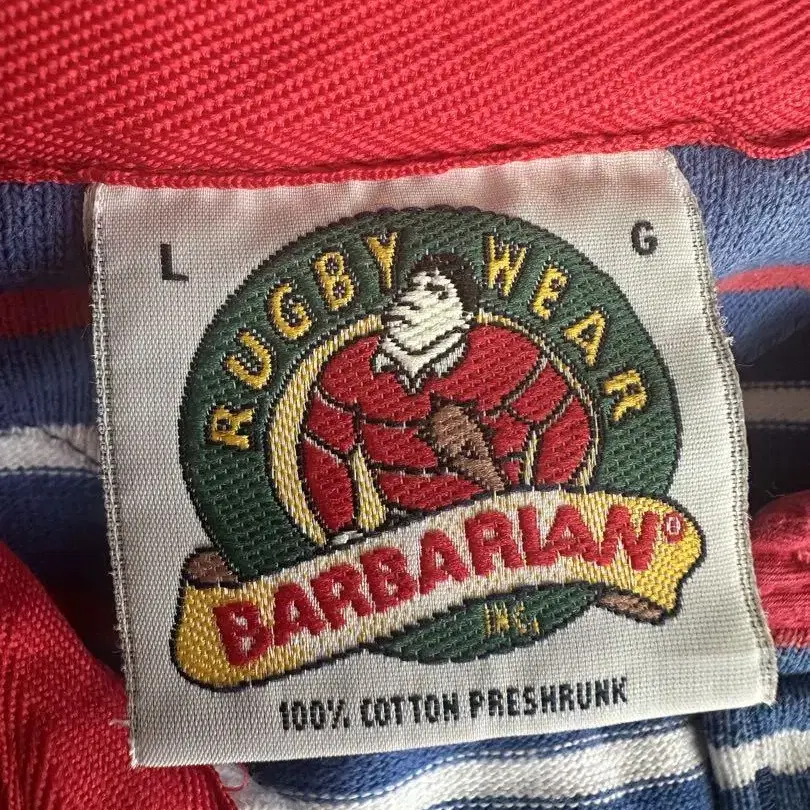 L
G
RUGBY WEAR
BARBARIAN®
INC.
100% COTTON PRESHRUNK